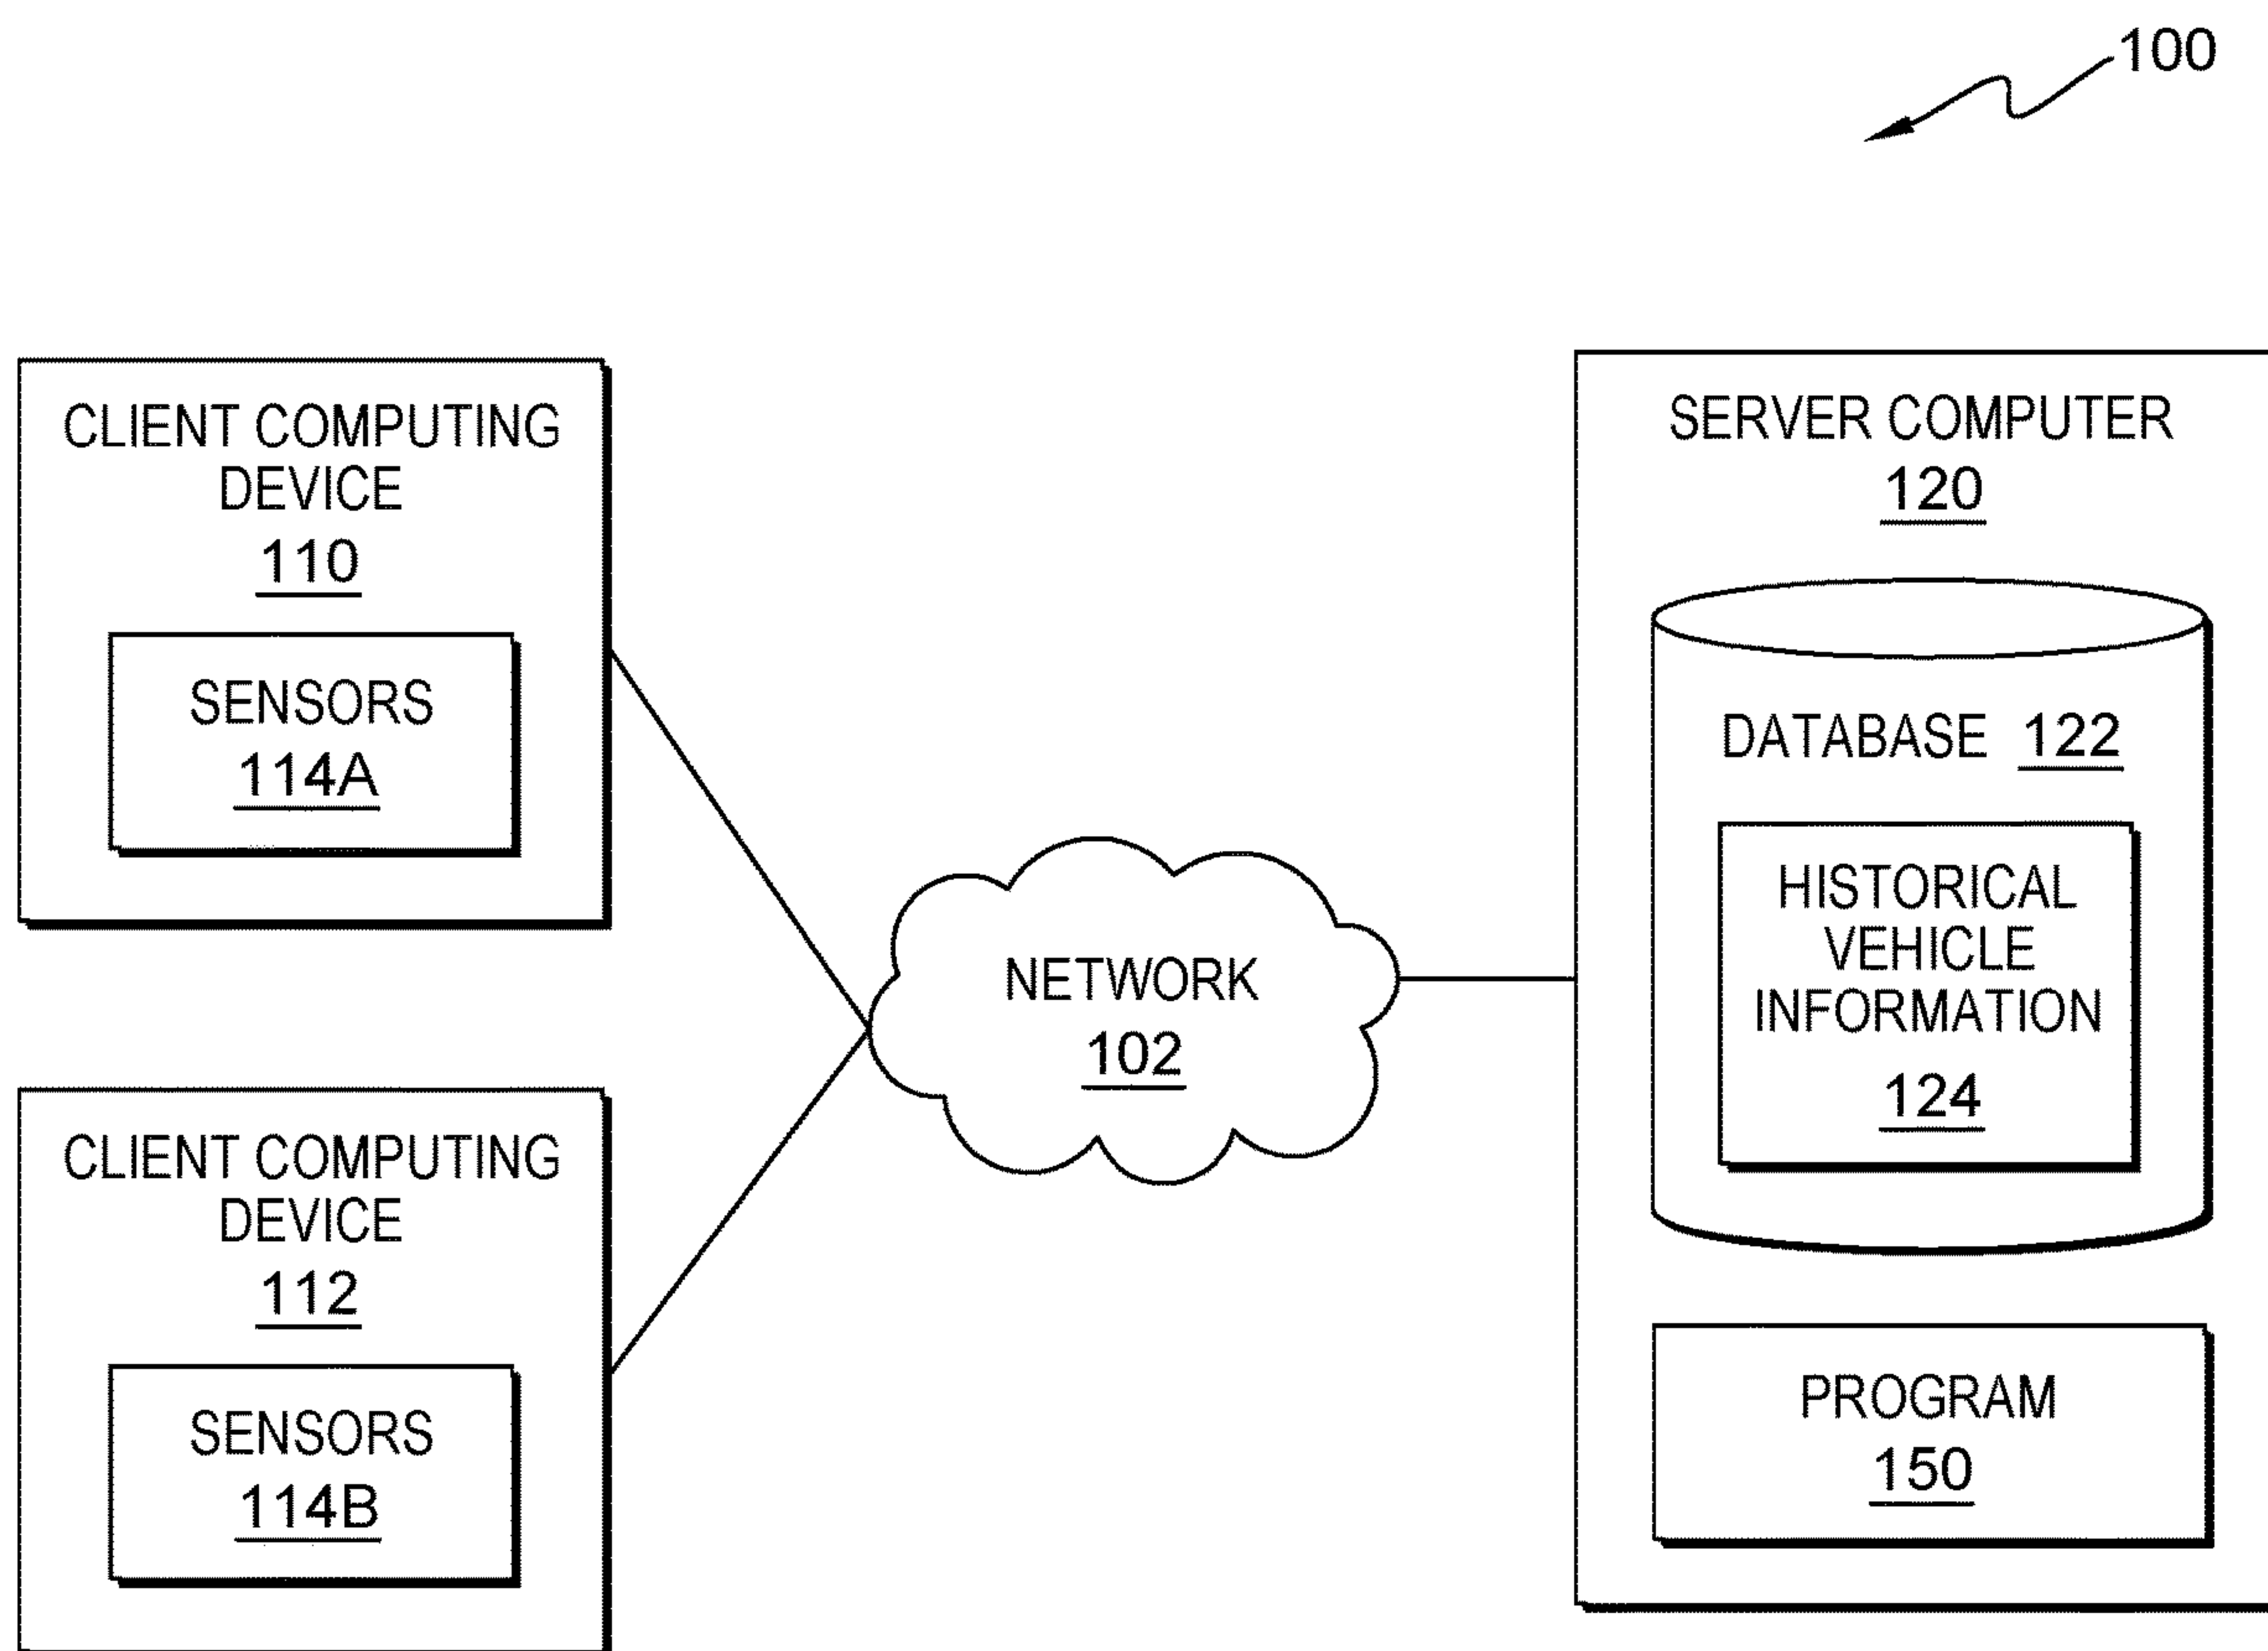 100
CLIENT COMPUTING
DEVICE
110
SENSORS
114A
CLIENT COMPUTING
DEVICE
112
SENSORS
114B
NETWORK
102
SERVER COMPUTER
120
DATABASE 122
HISTORICAL
VEHICLE
INFORMATION
124
PROGRAM
150